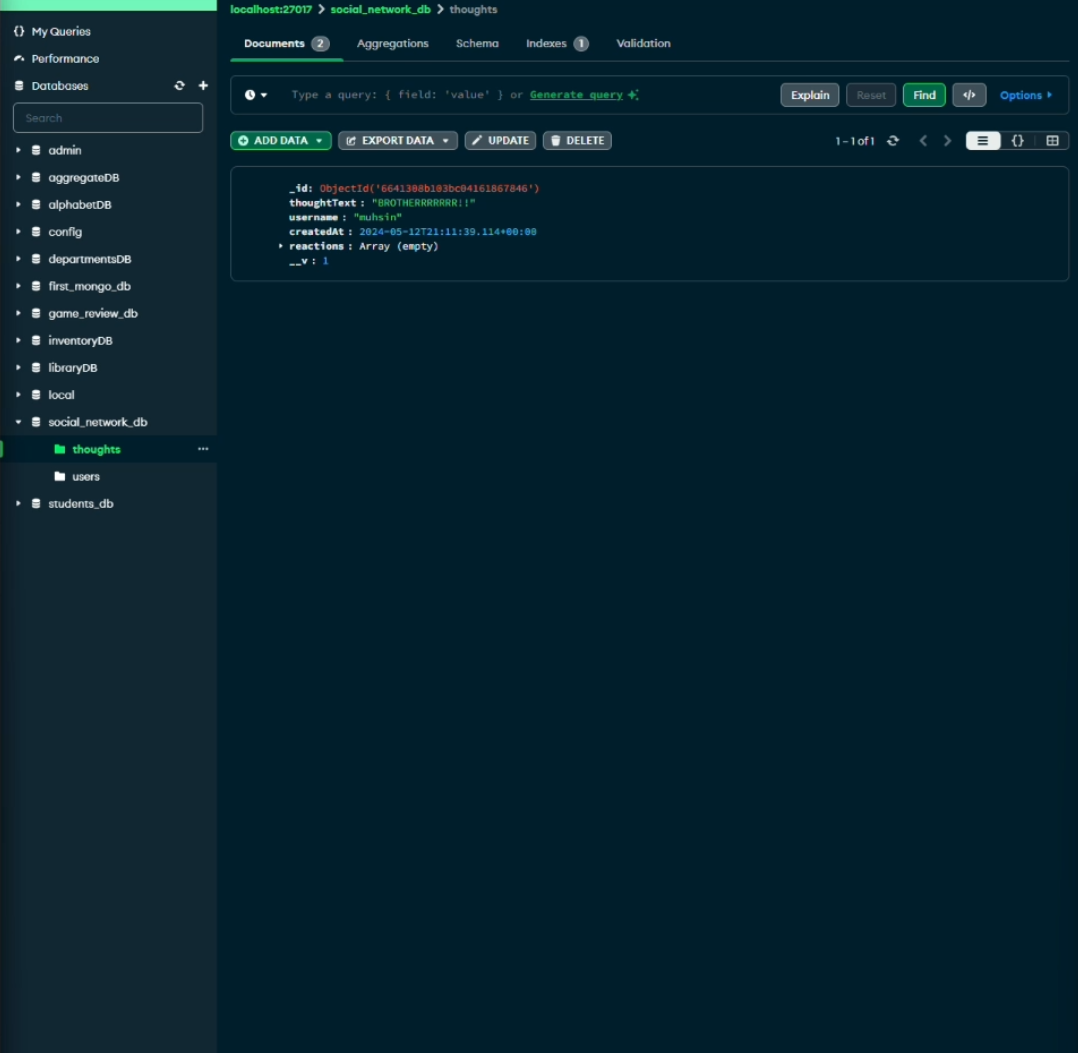 localhost:27017 > social_network_db > thoughts
{} My Queries
Performance
Databases
Search
admin
aggregateDB
alphabetDB
config
departmentsDB
first_mongo_db
game_review_db
inventoryDB
libraryDB
local
social_network_db
thoughts
users
students_db
Documents 2 Aggregations Schema Indexes 1 Validation
Type a query: { field: 'value' } or Generate query
Explain Reset Find </> Options
ADD DATA EXPORT DATA UPDATE DELETE
1-1 of 1 {}
_id: ObjectId('6641308b103bc04161867846')
thoughtText : "BROTHERRRRRRR!!"
username : "muhsin"
createdAt : 2024-05-12T21:11:39.114+00:00
reactions : Array (empty)
__v : 1